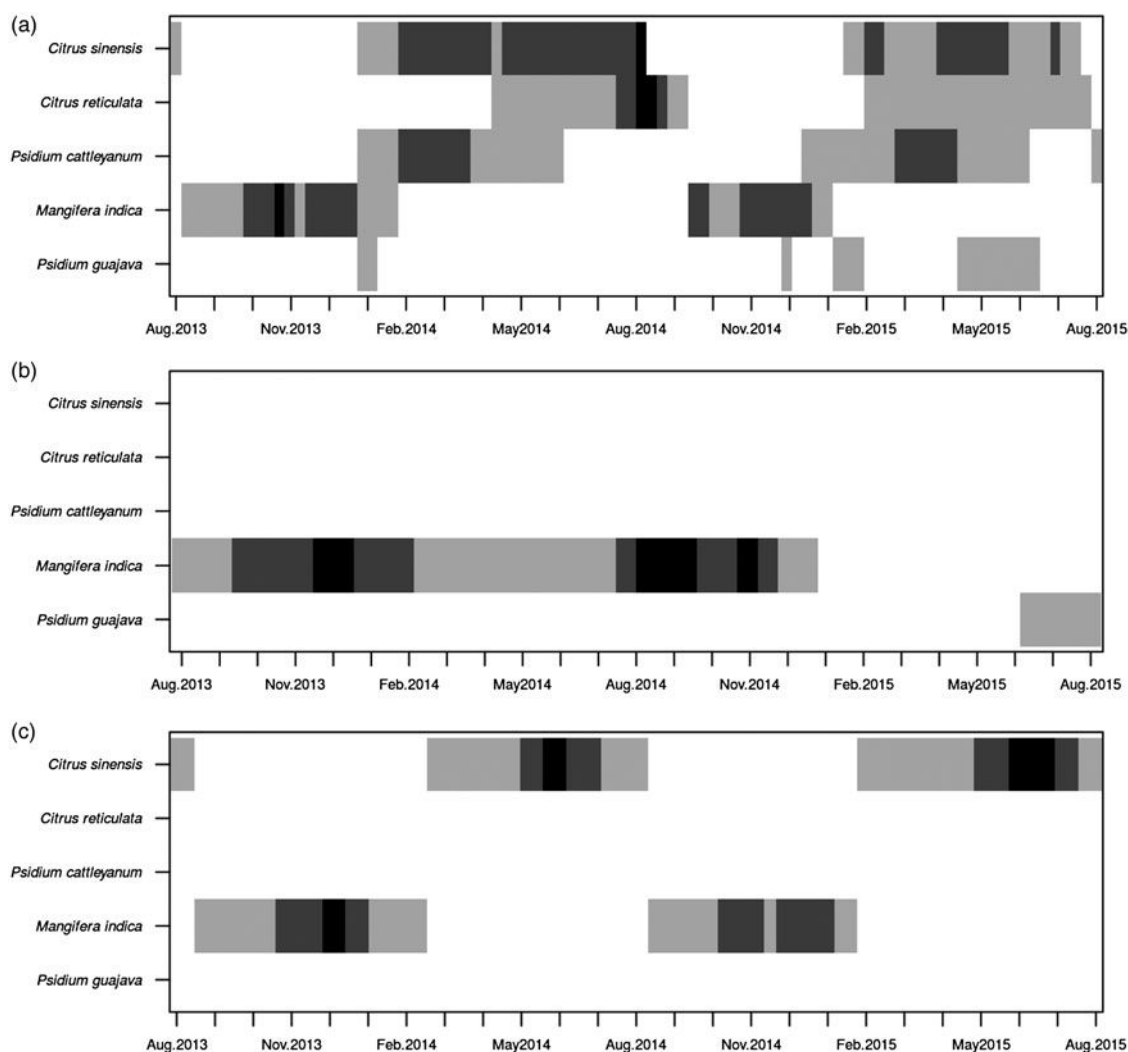 (a)
Citrus sinensis
Citrus reticulata
Psidium cattleyanum
Mangifera indica
Psidium guajava
Aug.2013 Nov.2013 Feb.2014 May2014 Aug.2014 Nov.2014 Feb.2015 May2015 Aug.2015
(b)
Citrus sinensis
Citrus reticulata
Psidium cattleyanum
Mangifera indica
Psidium guajava
Aug.2013 Nov.2013 Feb.2014 May2014 Aug.2014 Nov.2014 Feb.2015 May2015 Aug.2015
(c)
Citrus sinensis
Citrus reticulata
Psidium cattleyanum
Mangifera indica
Psidium guajava
Aug.2013 Nov.2013 Feb.2014 May2014 Aug.2014 Nov.2014 Feb.2015 May2015 Aug.2015